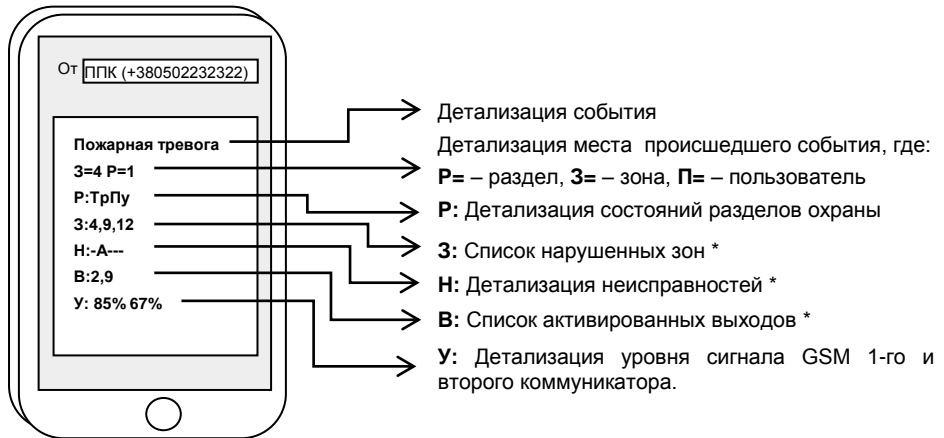 От ППК (+380502232322)
Пожарная тревога
З=4 Р=1
Р:ТрПу
З:4,9,12
Н:-А---
В:2,9
У: 85% 67%
Детализация события
Детализация места происшедшего события, где:
Р= – раздел, З= – зона, П= – пользователь
Р: Детализация состояний разделов охраны
З: Список нарушенных зон *
Н: Детализация неисправностей *
В: Список активированных выходов *
У: Детализация уровня сигнала GSM 1-го и
второго коммуникатора.